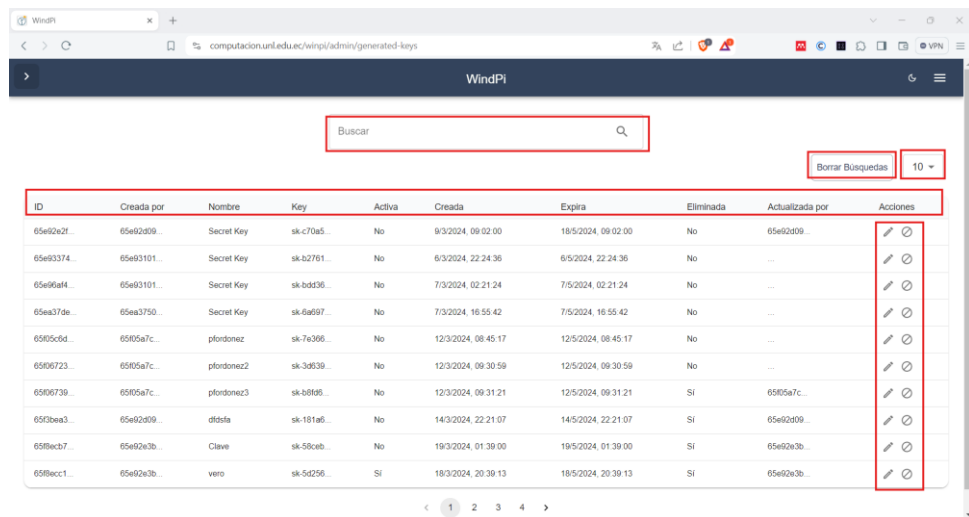 WindPi
computacion.unl.edu.ec/winpi/admin/generated-keys
VPN
WindPi
Buscar
Borrar Búsquedas 10
ID Creada por Nombre Key Activa Creada Expira Eliminada Actualizada por Acciones
65e92e2f... 65e92d09... Secret Key sk-c70a5... No 9/3/2024, 09:02:00 18/5/2024, 09:02:00 No 65e92d09...
65e93374... 65e93101... Secret Key sk-b2761... No 6/3/2024, 22:24:36 6/5/2024, 22:24:36 No ...
65e96af4... 65e93101... Secret Key sk-bdd36... No 7/3/2024, 02:21:24 7/5/2024, 02:21:24 No ...
65ea37de... 65ea3750... Secret Key sk-6a697... No 7/3/2024, 16:55:42 7/5/2024, 16:55:42 No ...
65f05c6d... 65f05a7c... pfordonez sk-7e366... No 12/3/2024, 08:45:17 12/5/2024, 08:45:17 No ...
65f06723... 65f05a7c... pfordonez2 sk-3d639... No 12/3/2024, 09:30:59 12/5/2024, 09:30:59 No ...
65f06739... 65f05a7c... pfordonez3 sk-b8fd6... No 12/3/2024, 09:31:21 12/5/2024, 09:31:21 Sí 65f05a7c...
65f3bea3... 65e92d09... dfdsfa sk-181a6... No 14/3/2024, 22:21:07 14/5/2024, 22:21:07 Sí 65e92d09...
65f8ecb7... 65e92e3b... Clave sk-58ceb... No 19/3/2024, 01:39:00 19/5/2024, 01:39:00 Sí 65e92e3b...
65f8ecc1... 65e92e3b... vero sk-5d256... Sí 18/3/2024, 20:39:13 18/5/2024, 20:39:13 Sí 65e92e3b...
1 2 3 4